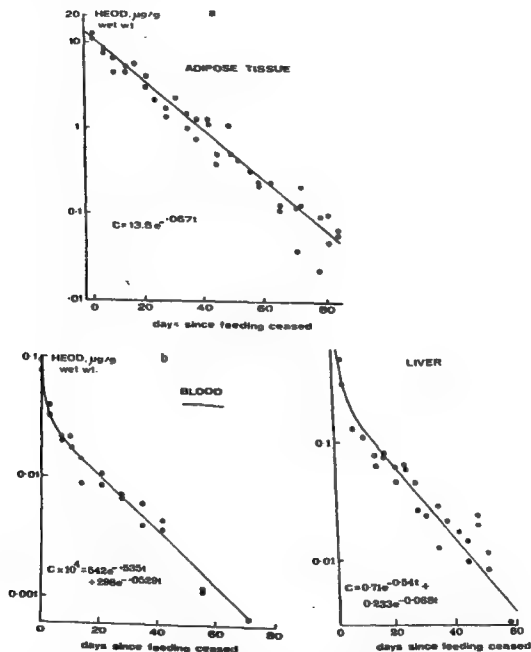 HEOD, µg/g
wet wt.
a
ADIPOSE TISSUE
20
10
1
0·1
·01
C=13.8e^-·067t
0 20 40 60 80
days since feeding ceased
HEOD, µg/g
wet wt.
b
BLOOD
0·1
0·01
0·001
C×10⁴=542e^-·535t
+298e^-·0529t
0 20 40 60 80
days since feeding ceased
LIVER
0·1
0·01
C=0.71e^-0·54t+
0·233e^-0·068t
0 20 40 60
days since feeding ceased